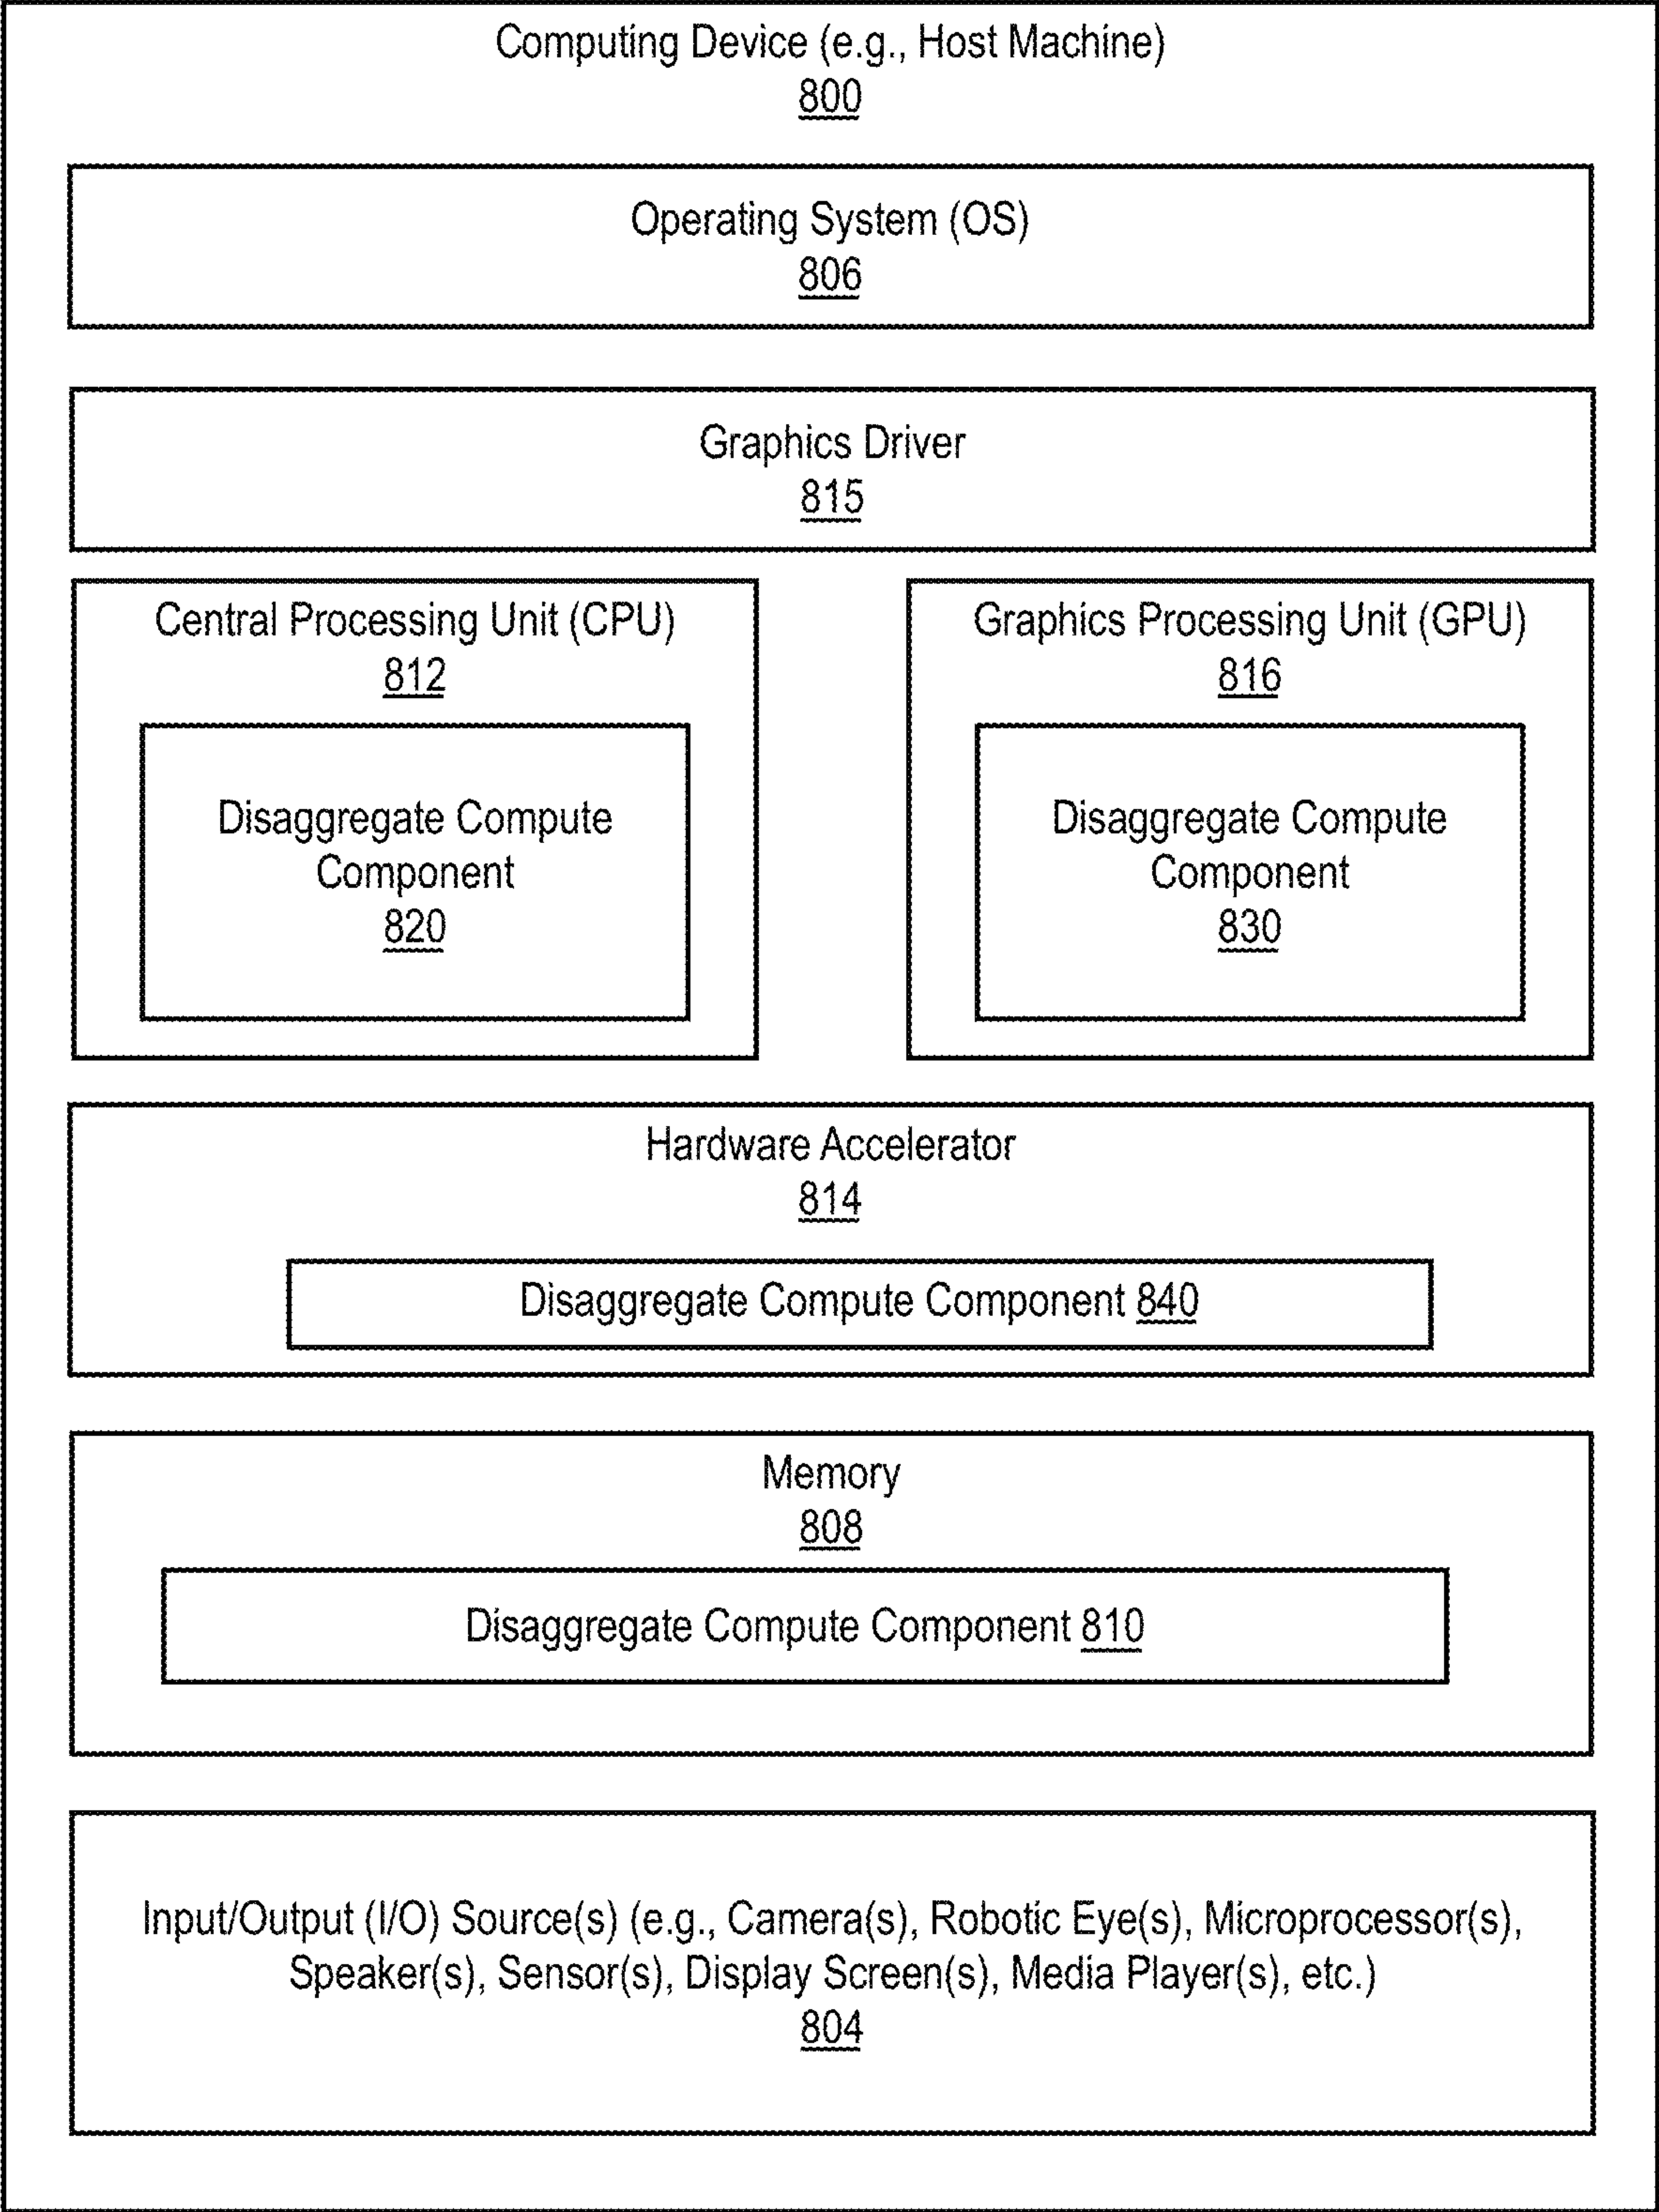 Computing Device (e.g., Host Machine)
800
Operating System (OS)
806
Graphics Driver
815
Central Processing Unit (CPU)
812
Disaggregate Compute
Component
820
Graphics Processing Unit (GPU)
816
Disaggregate Compute
Component
830
Hardware Accelerator
814
Disaggregate Compute Component 840
Memory
808
Disaggregate Compute Component 810
Input/Output (I/O) Source(s) (e.g., Camera(s), Robotic Eye(s), Microprocessor(s),
Speaker(s), Sensor(s), Display Screen(s), Media Player(s), etc.)
804